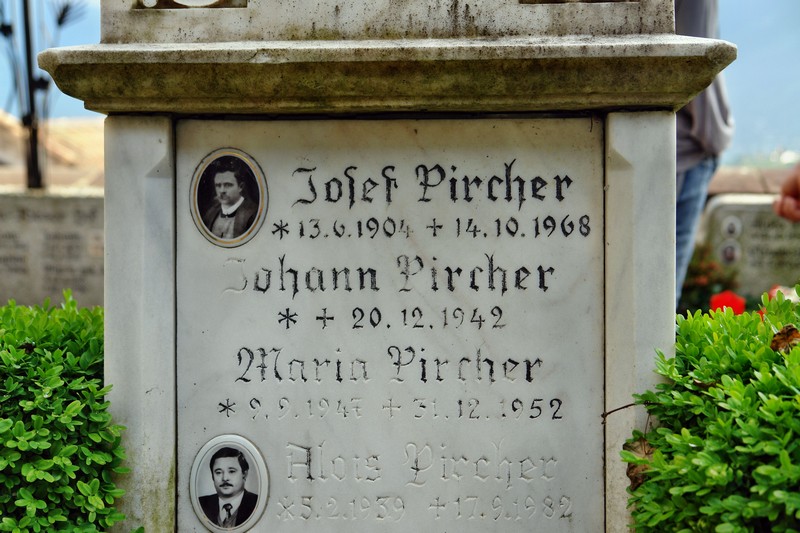 Josef Pircher
* 13.6.1904 + 14.10.1968
Johann Pircher
* + 20.12.1942
Maria Pircher
* 9.9.1947 + 31.12.1952
Alois Pircher
* 5.2.1939 + 17.9.1982